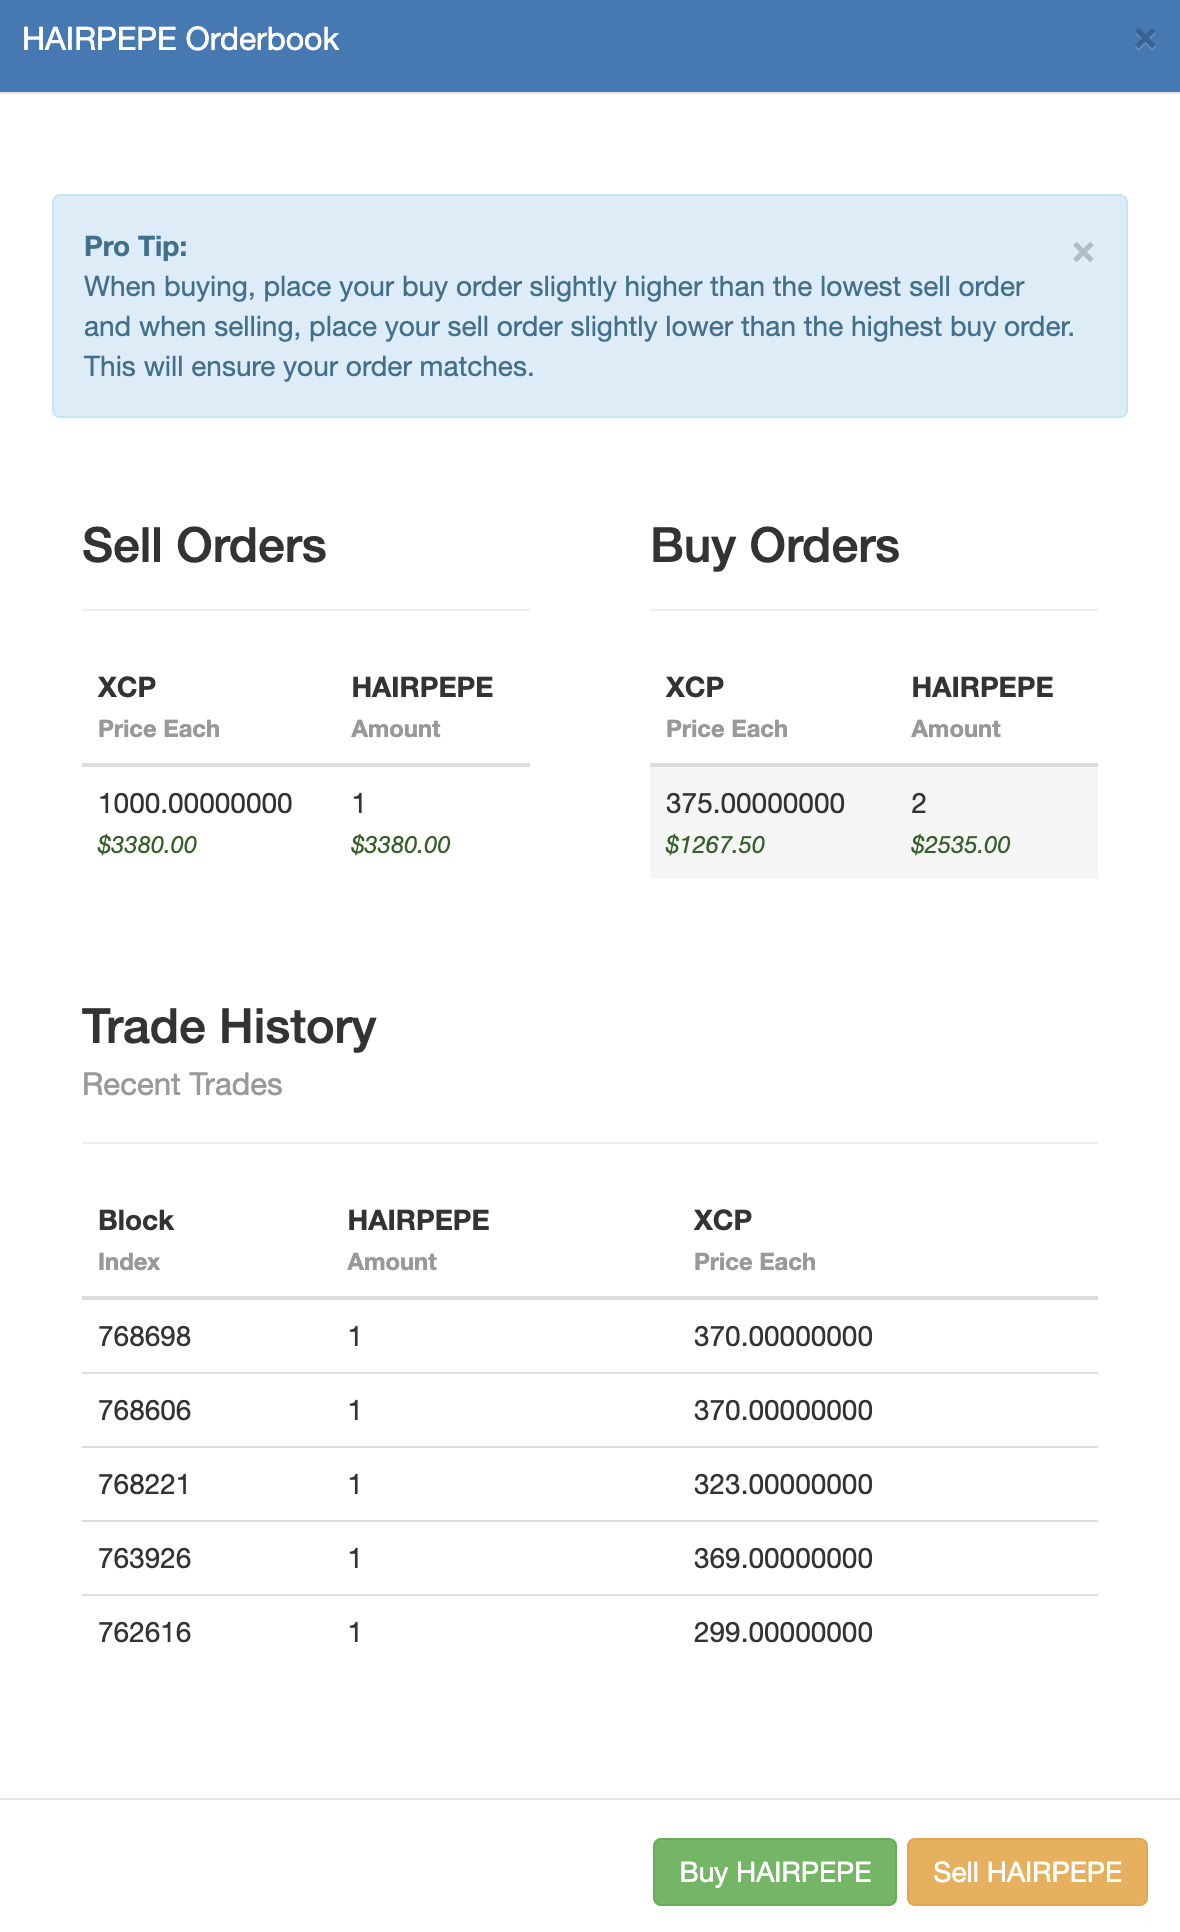 HAIRPEPE Orderbook
×
Pro Tip:
×
When buying, place your buy order slightly higher than the lowest sell order
and when selling, place your sell order slightly lower than the highest buy order.
This will ensure your order matches.
Sell Orders
XCP HAIRPEPE
Price Each Amount
1000.00000000 1
$3380.00 $3380.00
Buy Orders
XCP HAIRPEPE
Price Each Amount
375.00000000 2
$1267.50 $2535.00
Trade History
Recent Trades
Block HAIRPEPE XCP
Index Amount Price Each
768698 1 370.00000000
768606 1 370.00000000
768221 1 323.00000000
763926 1 369.00000000
762616 1 299.00000000
Buy HAIRPEPE Sell HAIRPEPE